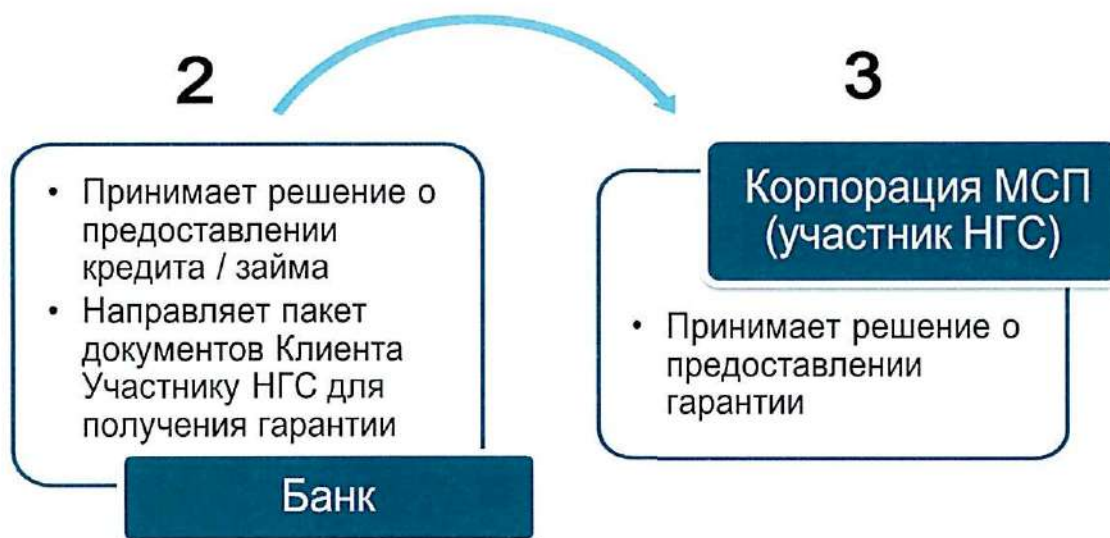 2
• Принимает решение о
предоставлении
кредита / займа
• Направляет пакет
документов Клиента
Участнику НГС для
получения гарантии
Банк
3
Корпорация МСП
(участник НГС)
• Принимает решение о
предоставлении
гарантии